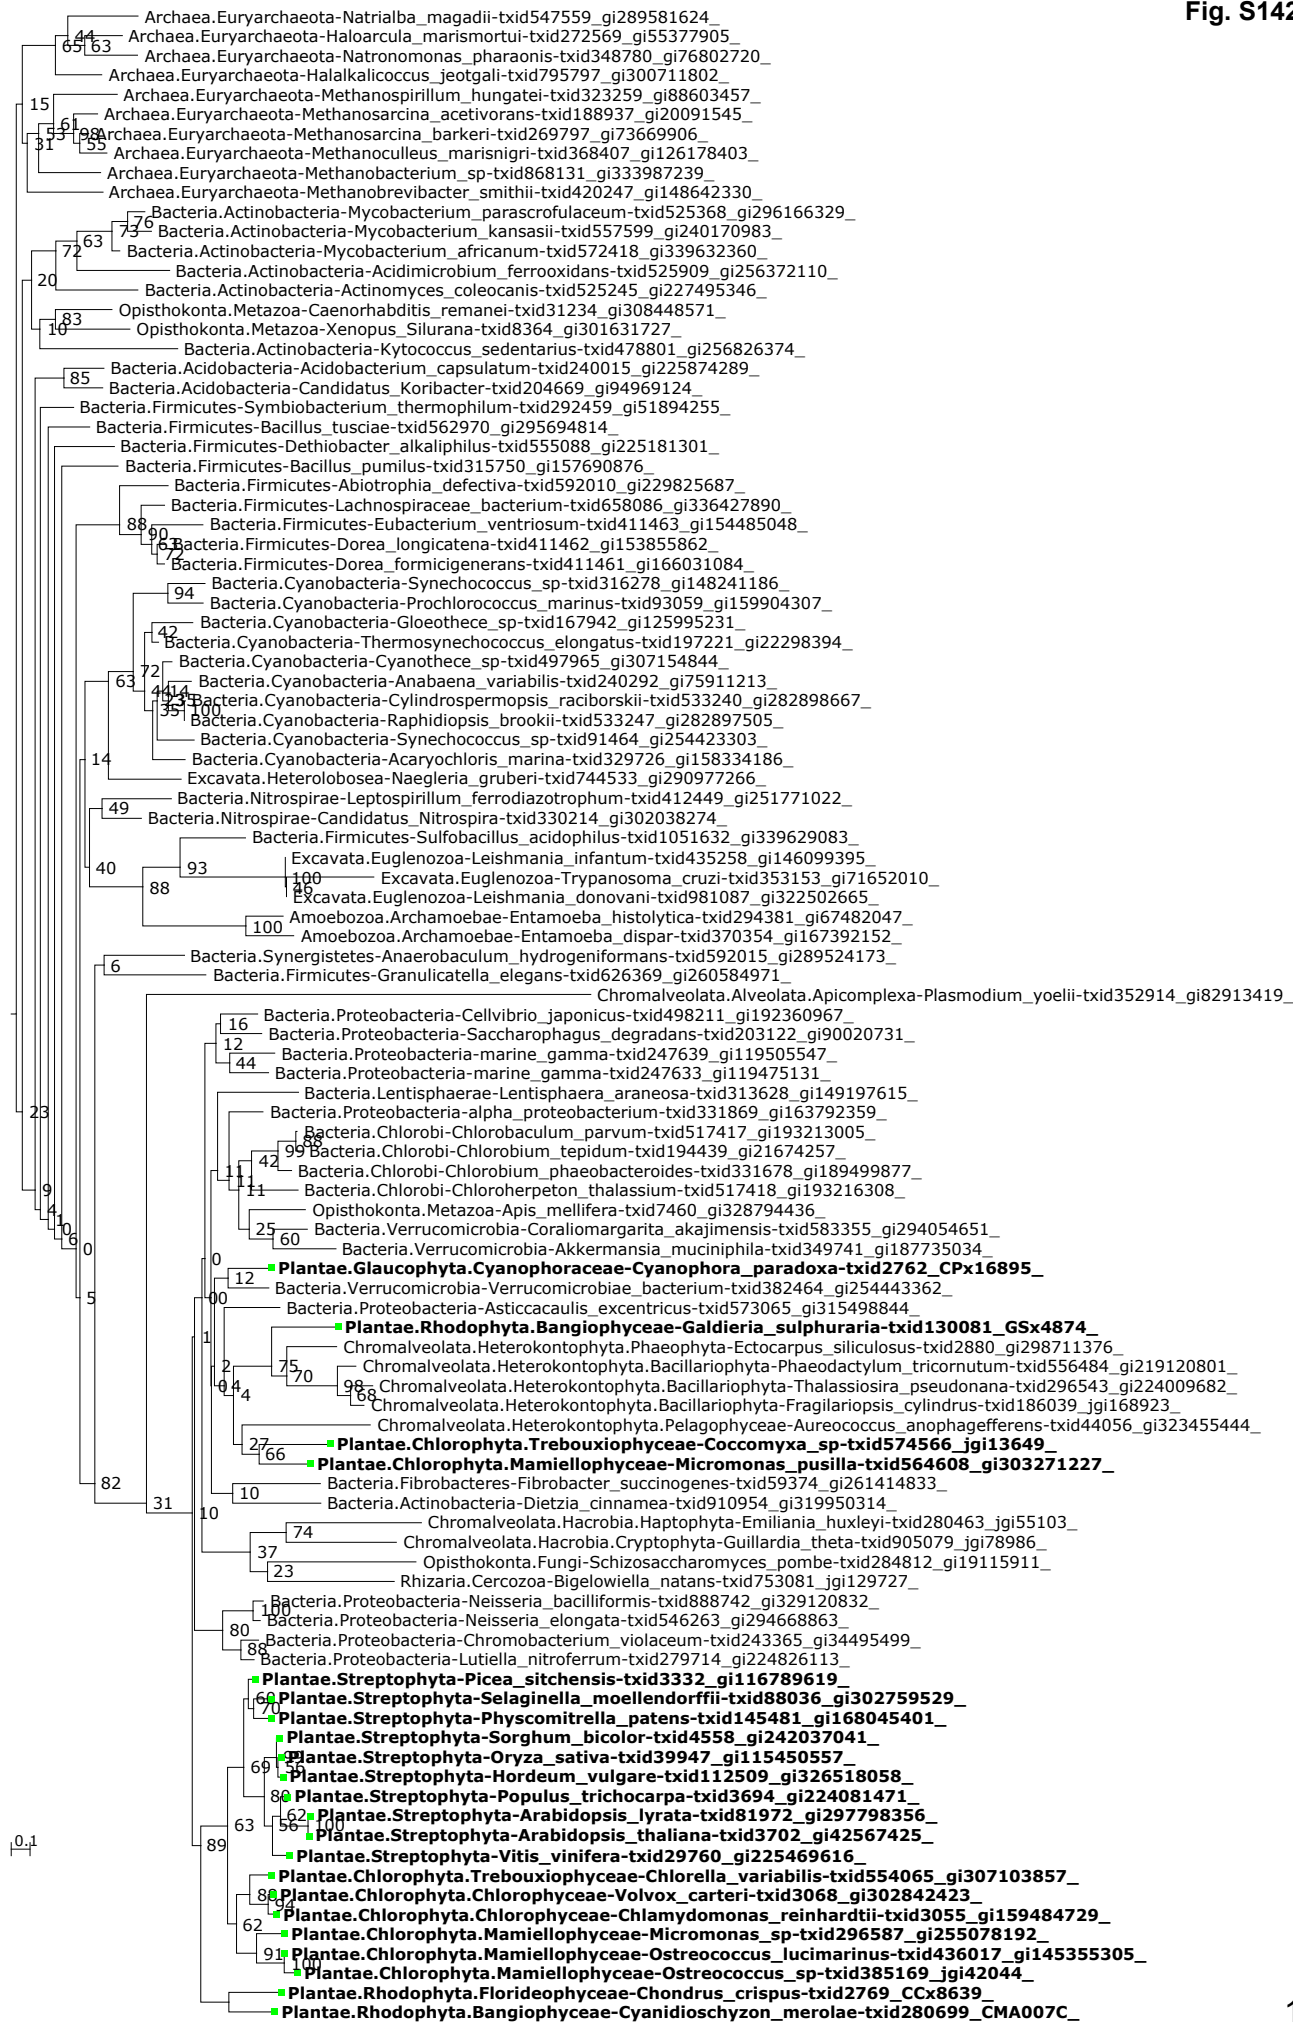 Fig. S142
Archaea.Euryarchaeota-Natrialba_magadii-txid547559_gi289581624_
44
Archaea.Euryarchaeota-Haloarcula_marismortui-txid272569_gi55377905_
65 63
Archaea.Euryarchaeota-Natronomonas_pharaonis-txid348780_gi76802720_
Archaea.Euryarchaeota-Halalkalicoccus_jeotgali-txid795797_gi300711802_
Archaea.Euryarchaeota-Methanospirillum_hungatei-txid323259_gi88603457_
15
Archaea.Euryarchaeota-Methanosarcina_acetivorans-txid188937_gi20091545_
61
53 98 Archaea.Euryarchaeota-Methanosarcina_barkeri-txid269797_gi73669906_
31 55
Archaea.Euryarchaeota-Methanoculleus_marisnigri-txid368407_gi126178403_
Archaea.Euryarchaeota-Methanobacterium_sp-txid868131_gi333987239_
Archaea.Euryarchaeota-Methanobrevibacter_smithii-txid420247_gi148642330_
Bacteria.Actinobacteria-Mycobacterium_parascrofulaceum-txid525368_gi296166329_
76
73 Bacteria.Actinobacteria-Mycobacterium_kansasii-txid557599_gi240170983_
63
72 Bacteria.Actinobacteria-Mycobacterium_africanum-txid572418_gi339632360_
Bacteria.Actinobacteria-Acidimicrobium_ferrooxidans-txid525909_gi256372110_
20
Bacteria.Actinobacteria-Actinomyces_coleocanis-txid525245_gi227495346_
Opisthokonta.Metazoa-Caenorhabditis_remanei-txid31234_gi308448571_
83
10 Opisthokonta.Metazoa-Xenopus_Silurana-txid8364_gi301631727_
Bacteria.Actinobacteria-Kytococcus_sedentarius-txid478801_gi256826374_
Bacteria.Acidobacteria-Acidobacterium_capsulatum-txid240015_gi225874289_
85
Bacteria.Acidobacteria-Candidatus_Koribacter-txid204669_gi94969124_
Bacteria.Firmicutes-Symbiobacterium_thermophilum-txid292459_gi51894255_
Bacteria.Firmicutes-Bacillus_tusciae-txid562970_gi295694814_
Bacteria.Firmicutes-Dethiobacter_alkaliphilus-txid555088_gi225181301_
Bacteria.Firmicutes-Bacillus_pumilus-txid315750_gi157690876_
Bacteria.Firmicutes-Abiotrophia_defectiva-txid592010_gi229825687_
Bacteria.Firmicutes-Lachnospiraceae_bacterium-txid658086_gi336427890_
88 Bacteria.Firmicutes-Eubacterium_ventriosum-txid411463_gi154485048_
90
63 Bacteria.Firmicutes-Dorea_longicatena-txid411462_gi153855862_
72
Bacteria.Firmicutes-Dorea_formicigenerans-txid411461_gi166031084_
Bacteria.Cyanobacteria-Synechococcus_sp-txid316278_gi148241186_
94
Bacteria.Cyanobacteria-Prochlorococcus_marinus-txid93059_gi159904307_
Bacteria.Cyanobacteria-Gloeothece_sp-txid167942_gi125995231_
42
Bacteria.Cyanobacteria-Thermosynechococcus_elongatus-txid197221_gi22298394_
Bacteria.Cyanobacteria-Cyanothece_sp-txid497965_gi307154844_
72
63 Bacteria.Cyanobacteria-Anabaena_variabilis-txid240292_gi75911213_
44 14
Bacteria.Cyanobacteria-Cylindrospermopsis_raciborskii-txid533240_gi282898667_
35 100
Bacteria.Cyanobacteria-Raphidiopsis_brookii-txid533247_gi282897505_
Bacteria.Cyanobacteria-Synechococcus_sp-txid91464_gi254423303_
14 Bacteria.Cyanobacteria-Acaryochloris_marina-txid329726_gi158334186_
Excavata.Heterolobosea-Naegleria_gruberi-txid744533_gi290977266_
Bacteria.Nitrospirae-Leptospirillum_ferrodiazotrophum-txid412449_gi251771022_
49
Bacteria.Nitrospirae-Candidatus_Nitrospira-txid330214_gi302038274_
Bacteria.Firmicutes-Sulfobacillus_acidophilus-txid1051632_gi339629083_
Excavata.Euglenozoa-Leishmania_infantum-txid435258_gi146099395_
40 93
100 Excavata.Euglenozoa-Trypanosoma_cruzi-txid353153_gi71652010_
88 46
Excavata.Euglenozoa-Leishmania_donovani-txid981087_gi322502665_
Amoebozoa.Archamoebae-Entamoeba_histolytica-txid294381_gi67482047_
100
Amoebozoa.Archamoebae-Entamoeba_dispar-txid370354_gi167392152_
Bacteria.Synergistetes-Anaerobaculum_hydrogeniformans-txid592015_gi289524173_
6
Bacteria.Firmicutes-Granulicatella_elegans-txid626369_gi260584971_
Chromalveolata.Alveolata.Apicomplexa-Plasmodium_yoelii-txid352914_gi82913419_
Bacteria.Proteobacteria-Cellvibrio_japonicus-txid498211_gi192360967_
16
Bacteria.Proteobacteria-Saccharophagus_degradans-txid203122_gi90020731_
12
Bacteria.Proteobacteria-marine_gamma-txid247639_gi119505547_
44
Bacteria.Proteobacteria-marine_gamma-txid247633_gi119475131_
Bacteria.Lentisphaerae-Lentisphaera_araneosa-txid313628_gi149197615_
23 Bacteria.Proteobacteria-alpha_proteobacterium-txid331869_gi163792359_
Bacteria.Chlorobi-Chlorobaculum_parvum-txid517417_gi193213005_
88
99 Bacteria.Chlorobi-Chlorobium_tepidum-txid194439_gi21674257_
42
11 Bacteria.Chlorobi-Chlorobium_phaeobacteroides-txid331678_gi189499877_
11
9 11 Bacteria.Chlorobi-Chloroherpeton_thalassium-txid517418_gi193216308_
4 Opisthokonta.Metazoa-Apis_mellifera-txid7460_gi328794436_
1
0 25 Bacteria.Verrucomicrobia-Coraliomargarita_akajimensis-txid583355_gi294054651_
6 60
0 Bacteria.Verrucomicrobia-Akkermansia_muciniphila-txid349741_gi187735034_
0
Plantae.Glaucophyta.Cyanophoraceae-Cyanophora_paradoxa-txid2762_CPx16895_
12
Bacteria.Verrucomicrobia-Verrucomicrobiae_bacterium-txid382464_gi254443362_
5 00
Bacteria.Proteobacteria-Asticcacaulis_excentricus-txid573065_gi315498844_
Plantae.Rhodophyta.Bangiophyceae-Galdieria_sulphuraria-txid130081_GSx4874_
1
Chromalveolata.Heterokontophyta.Phaeophyceae-Ectocarpus_siliculosus-txid2880_gi298711376_
2 75 Chromalveolata.Heterokontophyta.Bacillariophyta-Phaeodactylum_tricornutum-txid556484_gi219120801_
70
0 4 98 Chromalveolata.Heterokontophyta.Bacillariophyta-Thalassiosira_pseudonana-txid296543_gi224009682_
4 68
Chromalveolata.Heterokontophyta.Bacillariophyta-Fragilariopsis_cylindrus-txid186039_jgi168923_
Chromalveolata.Heterokontophyta.Pelagophyceae-Aureococcus_anophagefferens-txid44056_gi323455444_
27 Plantae.Chlorophyta.Trebouxiophyceae-Coccomyxa_sp-txid574566_jgi13649_
66
Plantae.Chlorophyta.Mamiellophyceae-Micromonas_pusilla-txid564608_gi303271227_
82 Bacteria.Fibrobacteres-Fibrobacter_succinogenes-txid59374_gi261414833_
10
31 Bacteria.Actinobacteria-Dietzia_cinnamea-txid910954_gi319950314_
10
Chromalveolata.Hacrobia.Haptophyta-Emiliania_huxleyi-txid280463_jgi55103_
74
Chromalveolata.Hacrobia.Cryptophyta-Guillardia_theta-txid905079_jgi78986_
37
Opisthokonta.Fungi-Schizosaccharomyces_pombe-txid284812_gi19115911_
23
Rhizaria.Cercozoa-Bigelowiella_natans-txid753081_jgi129727_
Bacteria.Proteobacteria-Neisseria_bacilliformis-txid888742_gi329120832_
100
Bacteria.Proteobacteria-Neisseria_elongata-txid546263_gi294668863_
80
Bacteria.Proteobacteria-Chromobacterium_violaceum-txid243365_gi34495499_
88
Bacteria.Proteobacteria-Lutiella_nitroferrum-txid279714_gi224826113_
Plantae.Streptophyta-Picea_sitchensis-txid3332_gi116789619_
Plantae.Streptophyta-Selaginella_moellendorffii-txid88036_gi302759529_
70
Plantae.Streptophyta-Physcomitrella_patens-txid145481_gi168045401_
Plantae.Streptophyta-Sorghum_bicolor-txid4558_gi242037041_
Plantae.Streptophyta-Oryza_sativa-txid39947_gi115450557_
69
Plantae.Streptophyta-Hordeum_vulgare-txid112509_gi326518058_
Plantae.Streptophyta-Populus_trichocarpa-txid3694_gi224081471_
62 Plantae.Streptophyta-Arabidopsis_lyrata-txid81972_gi297798356_
63 56 100
Plantae.Streptophyta-Arabidopsis_thaliana-txid3702_gi42567425_
0.1
89
Plantae.Streptophyta-Vitis_vinifera-txid29760_gi225469616_
Plantae.Chlorophyta.Trebouxiophyceae-Chlorella_variabilis-txid554065_gi307103857_
Plantae.Chlorophyta.Chlorophyceae-Volvox_carteri-txid3068_gi302842423_
94
Plantae.Chlorophyta.Chlorophyceae-Chlamydomonas_reinhardtii-txid3055_gi159484729_
62
Plantae.Chlorophyta.Mamiellophyceae-Micromonas_sp-txid296587_gi255078192_
91 Plantae.Chlorophyta.Mamiellophyceae-Ostreococcus_lucimarinus-txid436017_gi145355305_
100
Plantae.Chlorophyta.Mamiellophyceae-Ostreococcus_sp-txid385169_jgi42044_
Plantae.Rhodophyta.Florideophyceae-Chondrus_crispus-txid2769_CCx8639_
Plantae.Rhodophyta.Bangiophyceae-Cyanidioschyzon_merolae-txid280699_CMA007C_
1